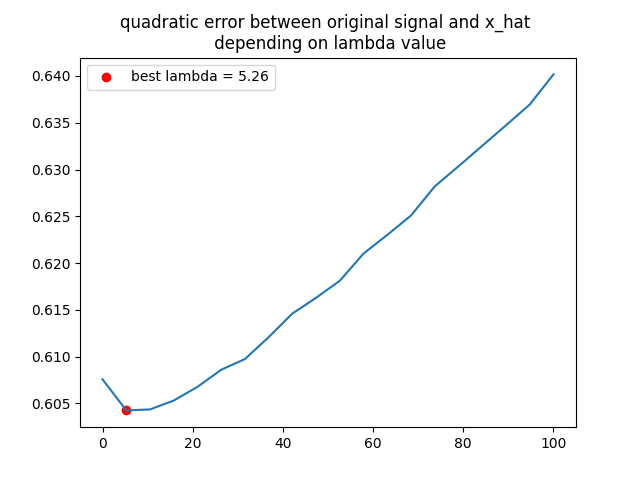 quadratic error between original signal and x_hat
depending on lambda value
best lambda = 5.26
0.640
0.635
0.630
0.625
0.620
0.615
0.610
0.605
0 20 40 60 80 100